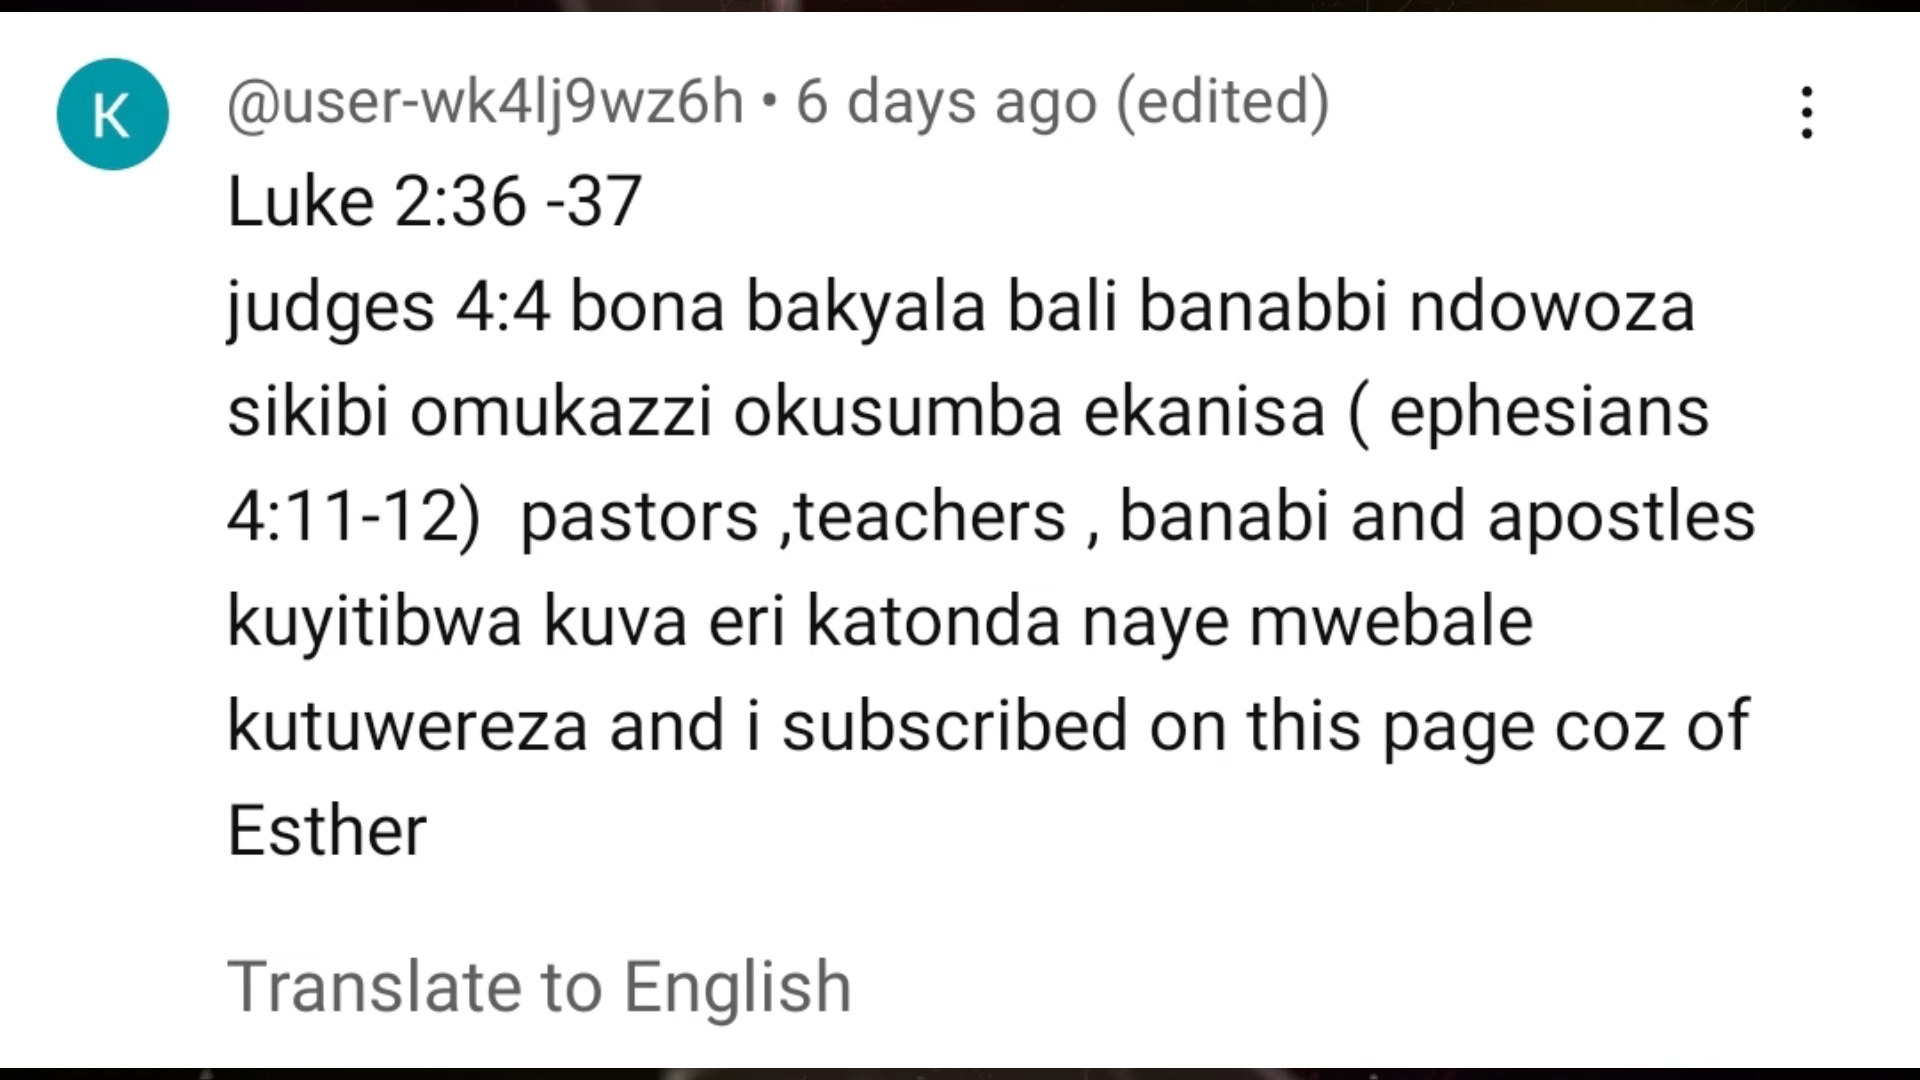 K
@user-wk4lj9wz6h • 6 days ago (edited)
Luke 2:36 -37
judges 4:4 bona bakyala bali banabbi ndowoza
sikibi omukazzi okusumba ekanisa ( ephesians
4:11-12)  pastors ,teachers , banabi and apostles
kuyitibwa kuva eri katonda naye mwebale
kutuwereza and i subscribed on this page coz of
Esther
Translate to English